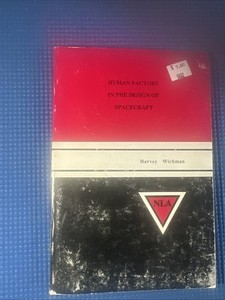 HUMAN FACTORS
IN THE DESIGN OF
SPACECRAFT
Harvey Wichman
NLA